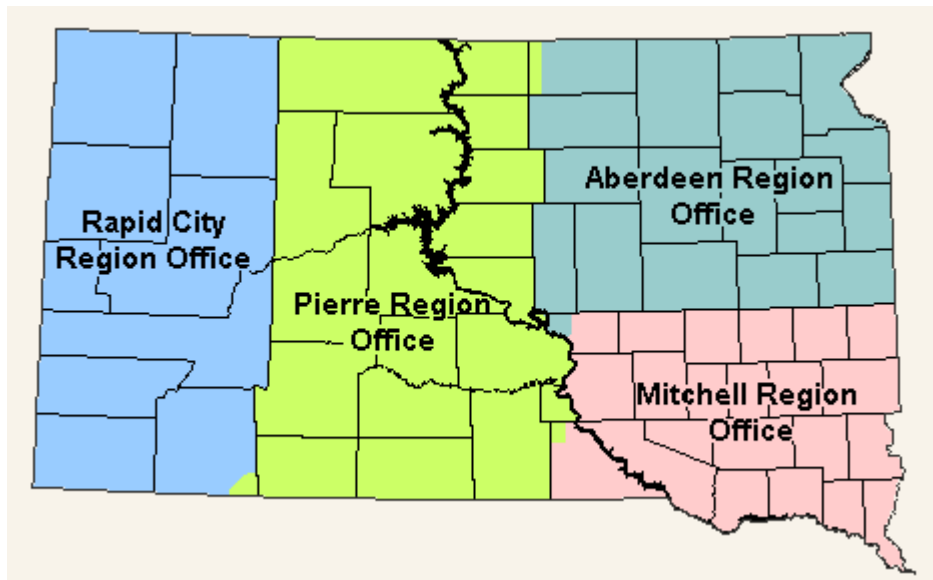 Rapid City
Region Office
Pierre Region
Office
Aberdeen Region
Office
Mitchell Region
Office